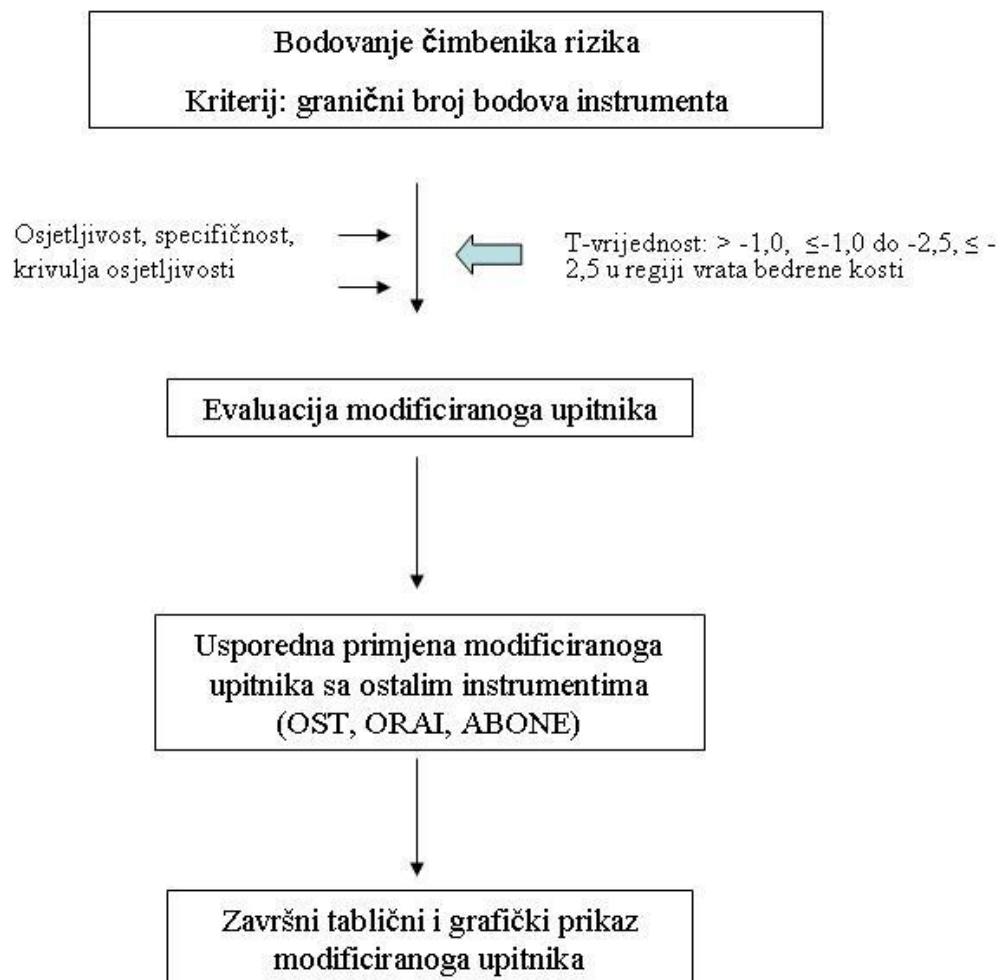 Bodovanje čimbenika rizika
Kriterij: granični broj bodova instrumenta
Osjetljivost, specifičnost,
krivulja osjetljivosti
T-vrijednost: > -1,0, ≤-1,0 do -2,5, ≤ -
2,5 u regiji vrata bedrene kosti
Evaluacija modificiranoga upitnika
Usporedna primjena modificiranoga
upitnika sa ostalim instrumentima
(OST, ORAI, ABONE)
Završni tablični i grafički prikaz
modificiranoga upitnika